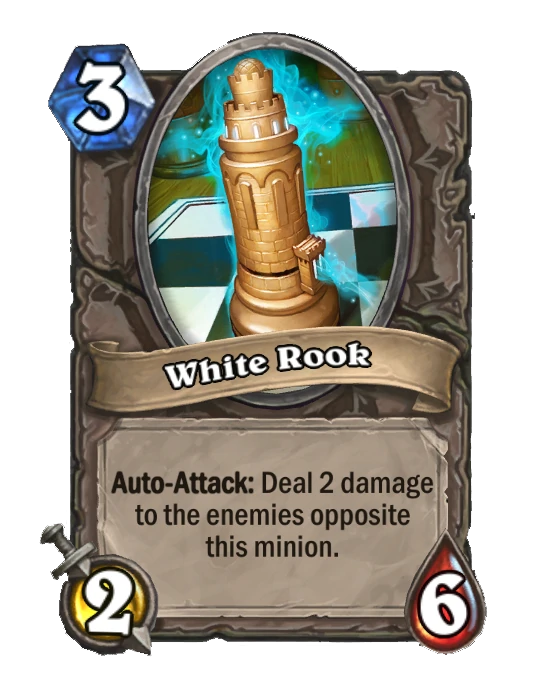 3
White Rook
Auto-Attack: Deal 2 damage
to the enemies opposite
this minion.
2
6